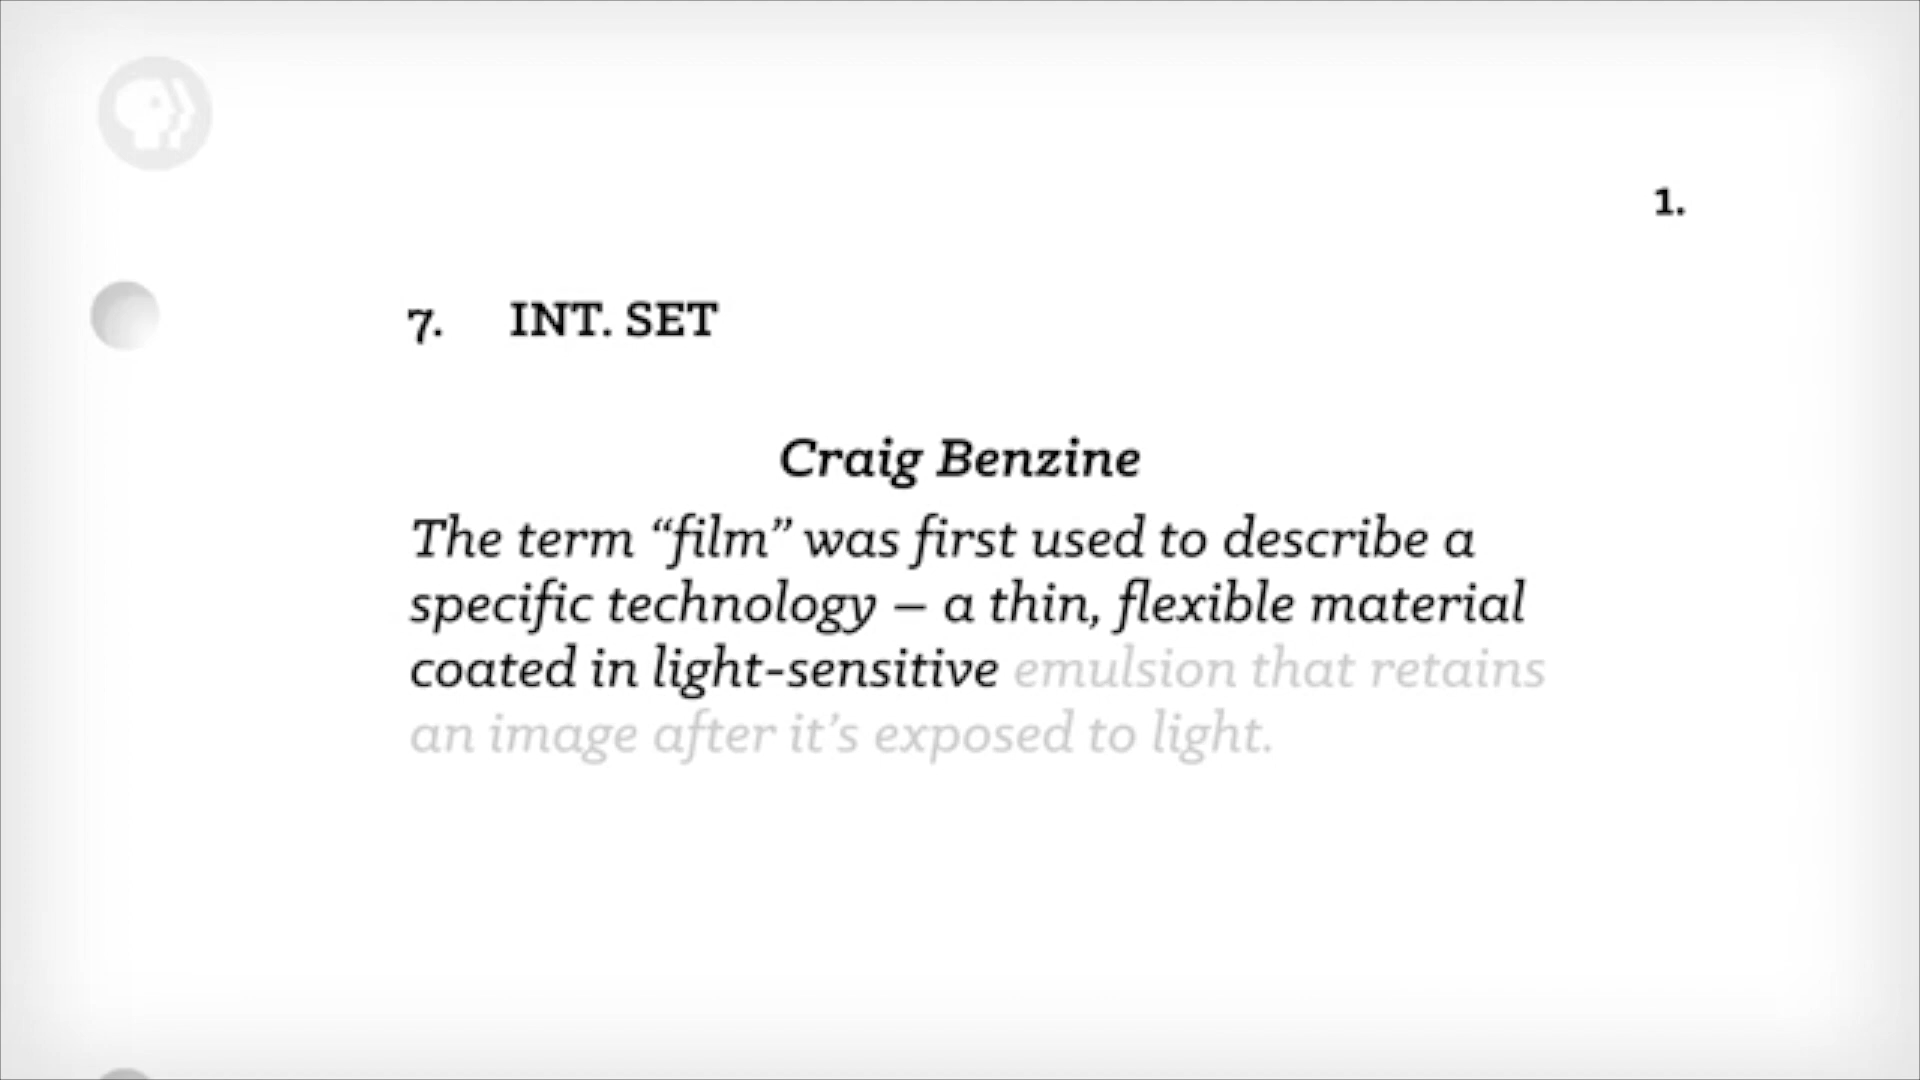 1.
7. INT. SET
Craig Benzine
The term “film” was first used to describe a
specific technology – a thin, flexible material
coated in light-sensitive emulsion that retains
an image after it’s exposed to light.